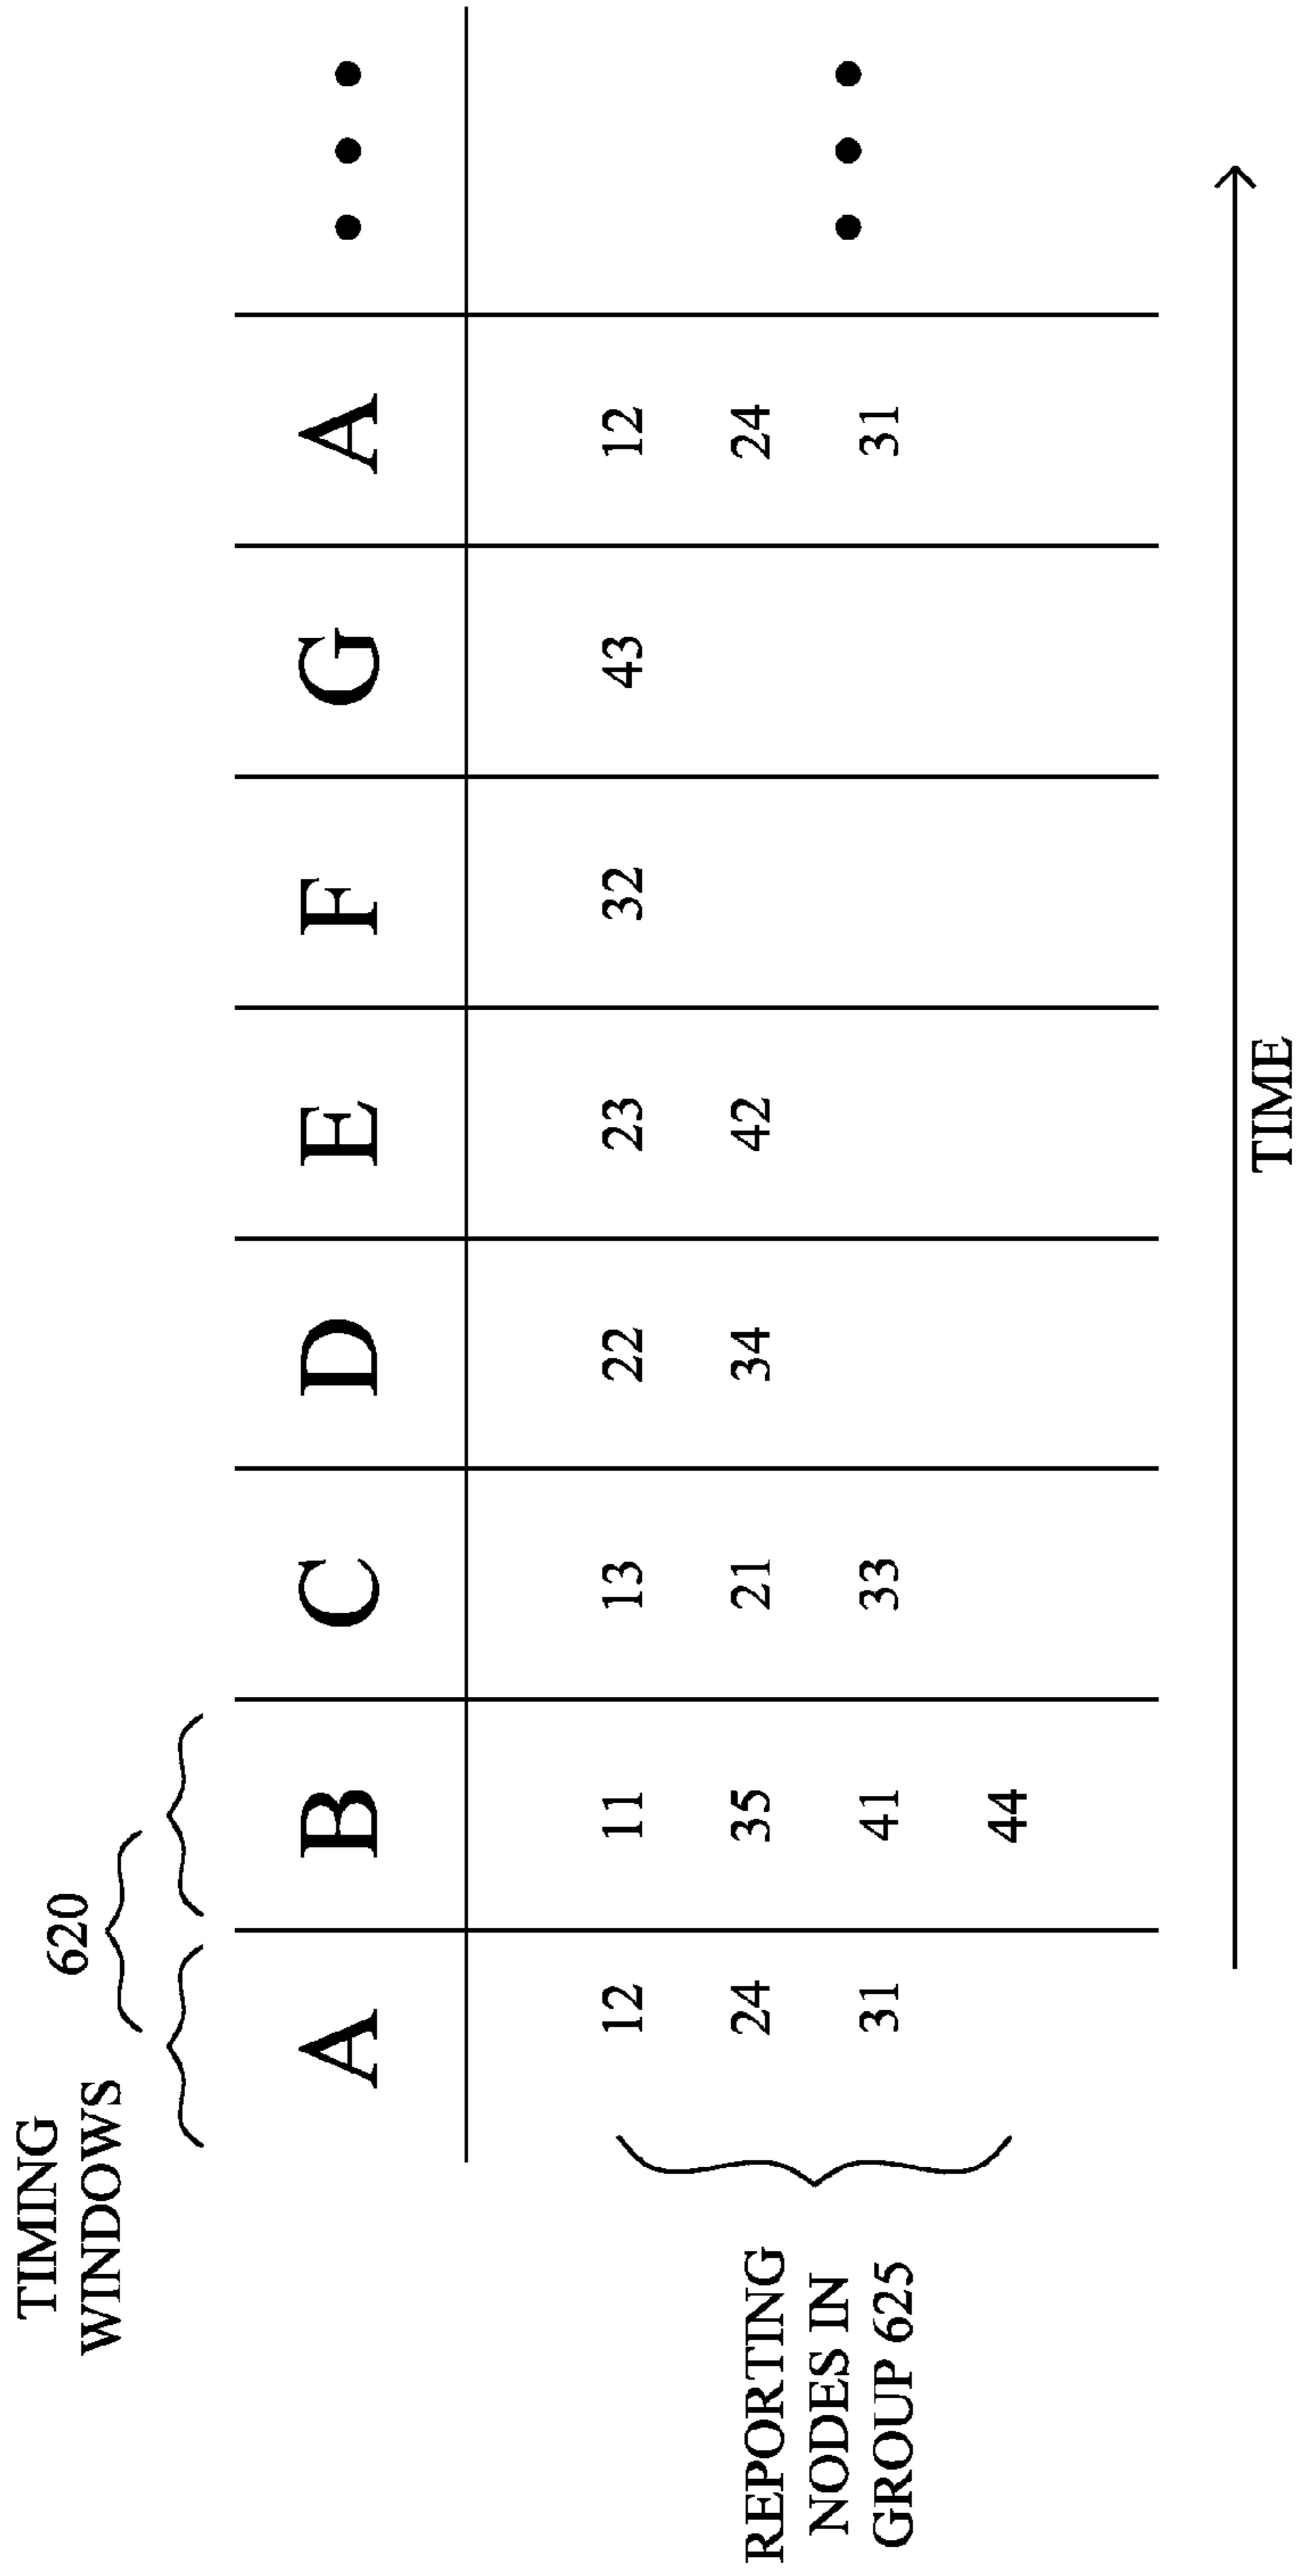 TIMING
WINDOWS
620
A B C D E F G A
REPORTING
NODES IN
GROUP 625
12 11 13 22 23 32 43 12
24 35 21 34 42 24
31 41 33 31
44
TIME